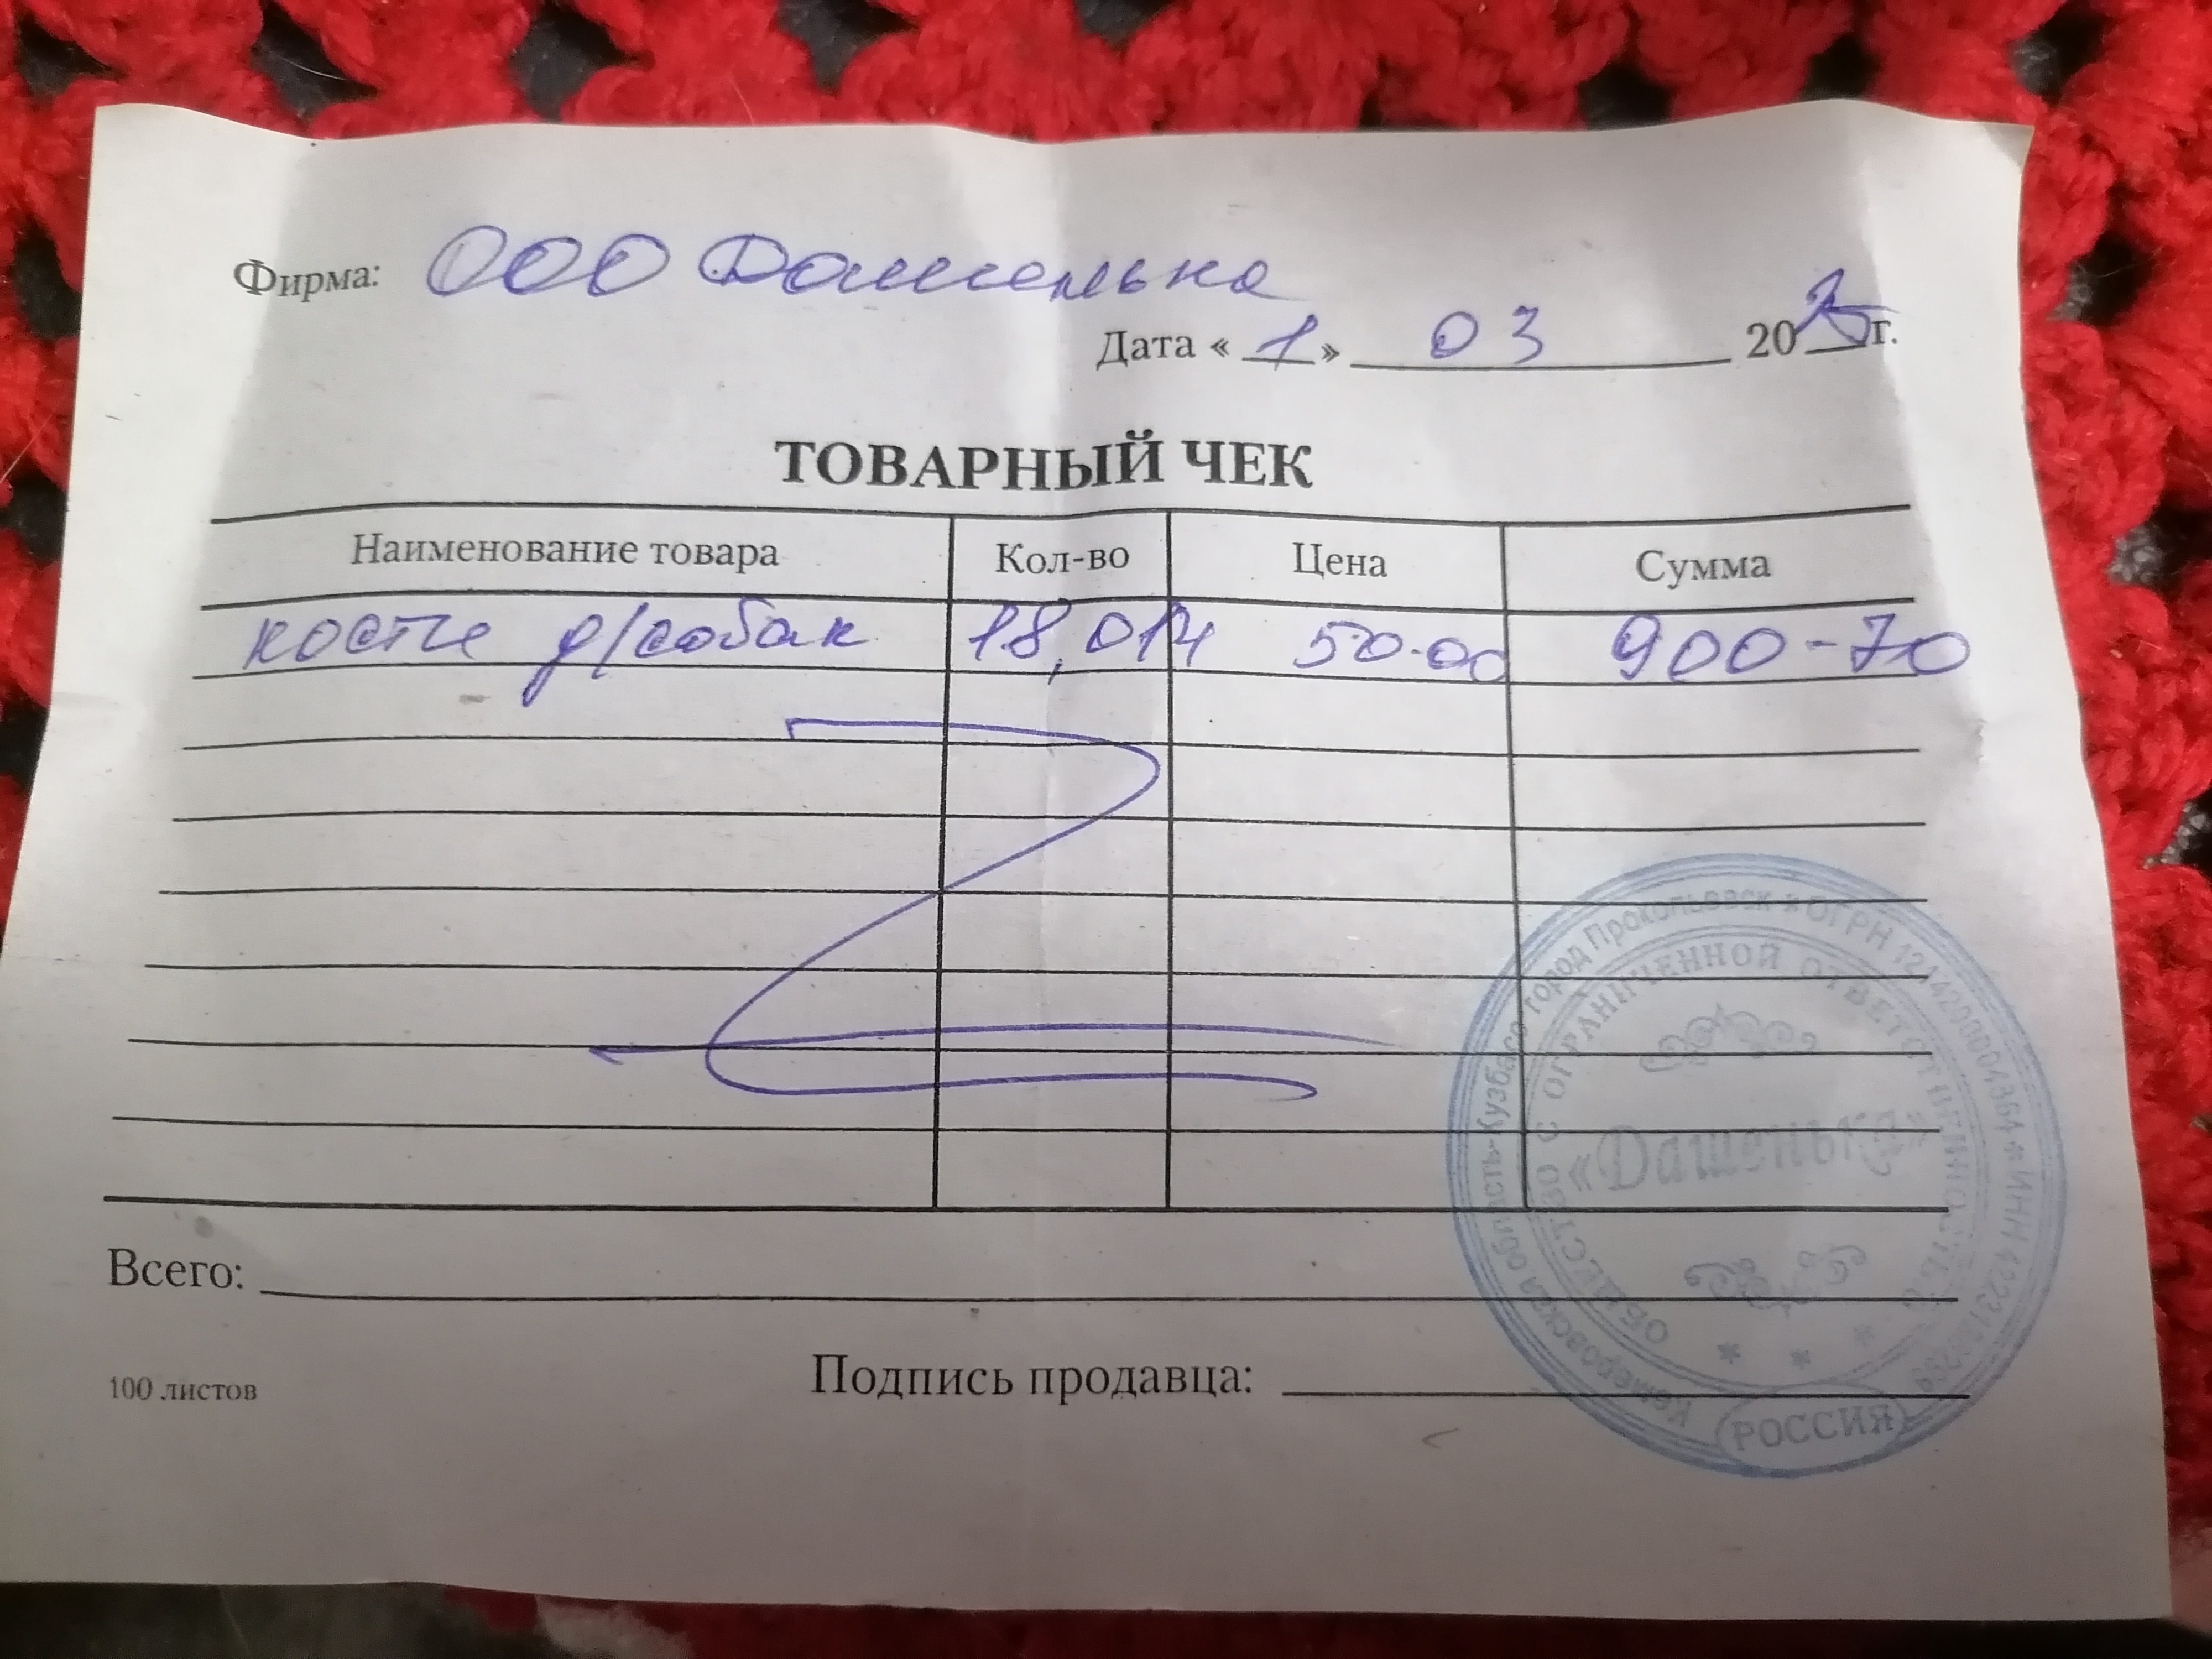 Фирма: ООО Дашенька
Дата « 1 » 03 2025 г.
ТОВАРНЫЙ ЧЕК
Наименование товара Кол-во Цена Сумма
кости д/собак 18,014 50-00 900-70
Всего:
Подпись продавца:
100 листов
Кемеровская область-Кузбасс город Прокопьевск * ОГРН 1214200004364 * ИНН
ОБЩЕСТВО С ОГРАНИЧЕННОЙ ОТВЕТСТВЕННОСТЬЮ
«Дашенька»
РОССИЯ